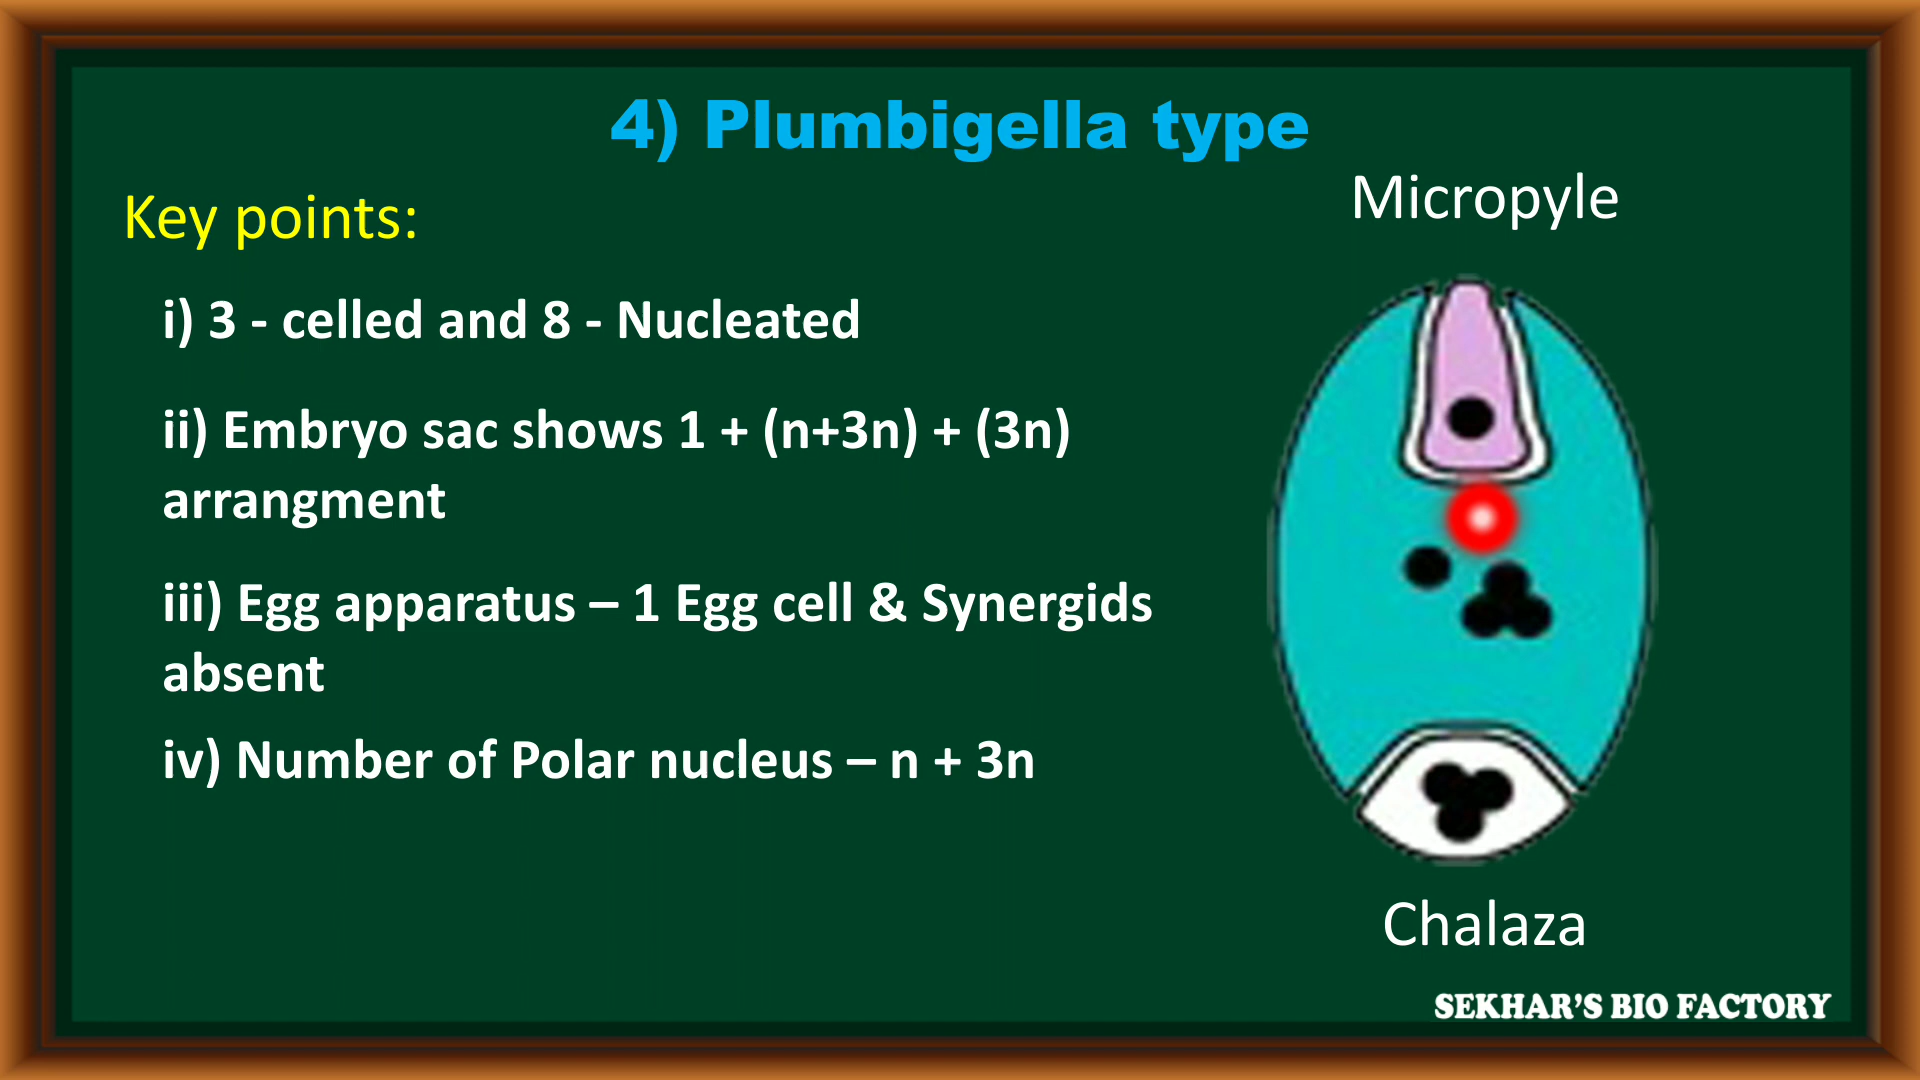 4) Plumbigella type
Micropyle
Key points:
i) 3 - celled and 8 - Nucleated
ii) Embryo sac shows 1 + (n+3n) + (3n)
arrangment
iii) Egg apparatus – 1 Egg cell & Synergids
absent
iv) Number of Polar nucleus – n + 3n
Chalaza
SEKHAR'S BIO FACTORY